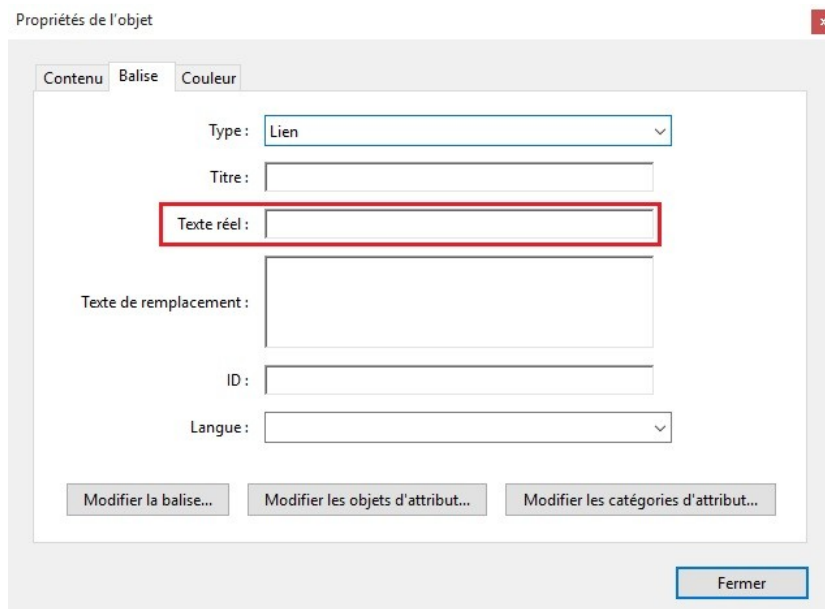 Propriétés de l'objet
Contenu Balise Couleur
Type : Lien
Titre :
Texte réel :
Texte de remplacement :
ID :
Langue :
Modifier la balise... Modifier les objets d'attribut... Modifier les catégories d'attribut...
Fermer